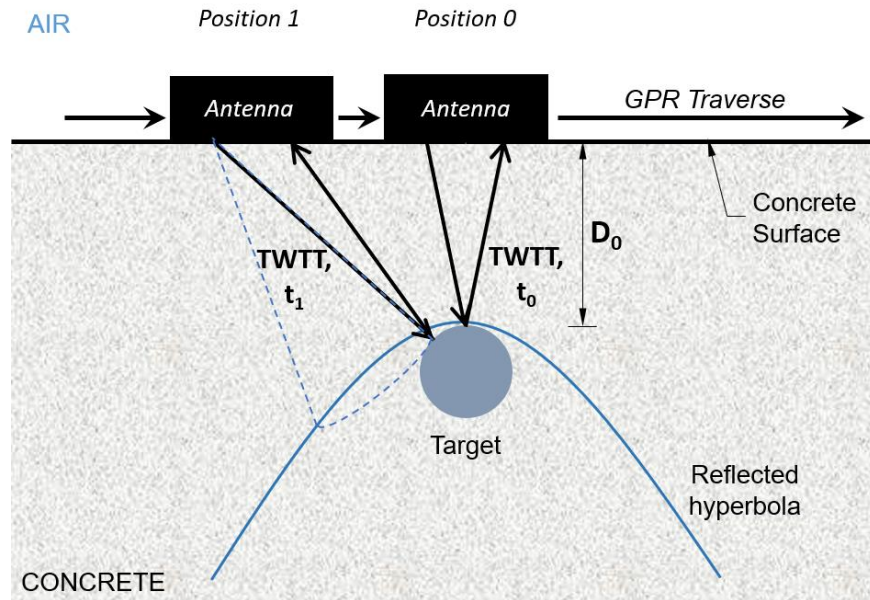 AIR
Position 1
Position 0
Antenna
Antenna
GPR Traverse
Concrete
Surface
D₀
TWTT,
t₁
TWTT,
t₀
Target
Reflected
hyperbola
CONCRETE